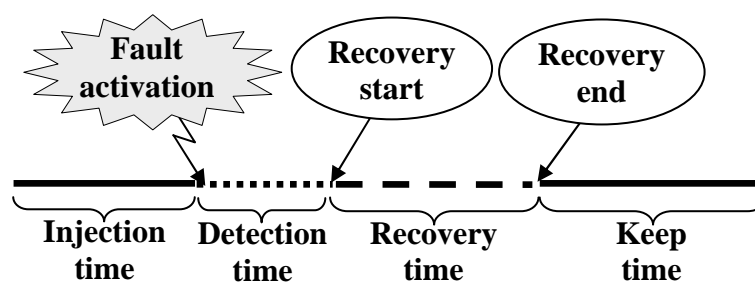 Fault
activation
Recovery
start
Recovery
end
Injection
time
Detection
time
Recovery
time
Keep
time